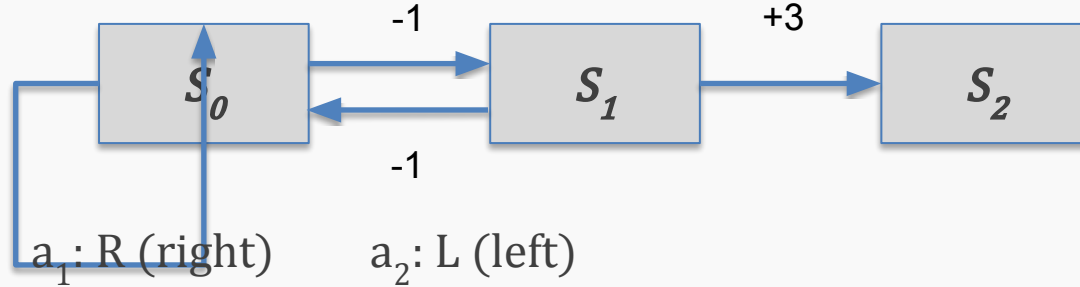 -1
+3
S₀
S₁
S₂
-1
a₁: R (right)
a₂: L (left)